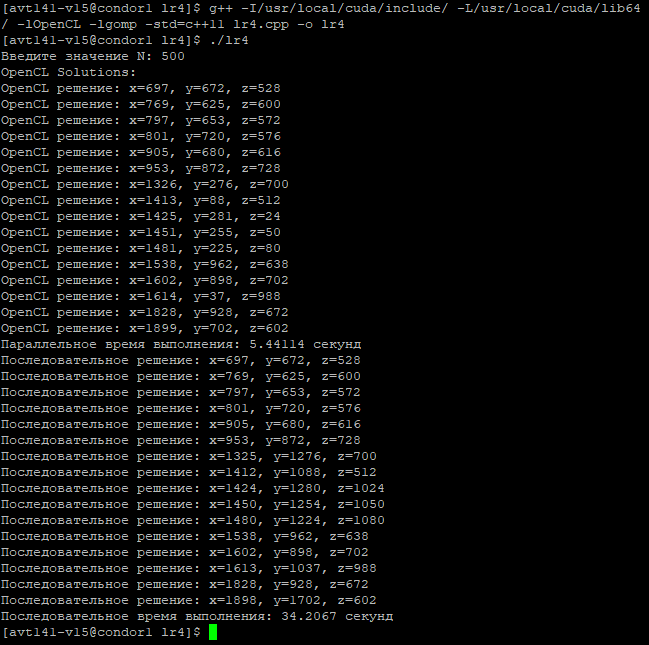 [avt141-v15@condor1 lr4]$ g++ -I/usr/local/cuda/include/ -L/usr/local/cuda/lib64
/ -lOpenCL -lgomp -std=c++11 lr4.cpp -o lr4
[avt141-v15@condor1 lr4]$ ./lr4
Введите значение N: 500
OpenCL Solutions:
OpenCL решение: x=697, y=672, z=528
OpenCL решение: x=769, y=625, z=600
OpenCL решение: x=797, y=653, z=572
OpenCL решение: x=801, y=720, z=576
OpenCL решение: x=905, y=680, z=616
OpenCL решение: x=953, y=872, z=728
OpenCL решение: x=1326, y=276, z=700
OpenCL решение: x=1413, y=88, z=512
OpenCL решение: x=1425, y=281, z=24
OpenCL решение: x=1451, y=255, z=50
OpenCL решение: x=1481, y=225, z=80
OpenCL решение: x=1538, y=962, z=638
OpenCL решение: x=1602, y=898, z=702
OpenCL решение: x=1614, y=37, z=988
OpenCL решение: x=1828, y=928, z=672
OpenCL решение: x=1899, y=702, z=602
Параллельное время выполнения: 5.44114 секунд
Последовательное решение: x=697, y=672, z=528
Последовательное решение: x=769, y=625, z=600
Последовательное решение: x=797, y=653, z=572
Последовательное решение: x=801, y=720, z=576
Последовательное решение: x=905, y=680, z=616
Последовательное решение: x=953, y=872, z=728
Последовательное решение: x=1325, y=1276, z=700
Последовательное решение: x=1412, y=1088, z=512
Последовательное решение: x=1424, y=1280, z=1024
Последовательное решение: x=1450, y=1254, z=1050
Последовательное решение: x=1480, y=1224, z=1080
Последовательное решение: x=1538, y=962, z=638
Последовательное решение: x=1602, y=898, z=702
Последовательное решение: x=1613, y=1037, z=988
Последовательное решение: x=1828, y=928, z=672
Последовательное решение: x=1898, y=1702, z=602
Последовательное время выполнения: 34.2067 секунд
[avt141-v15@condor1 lr4]$